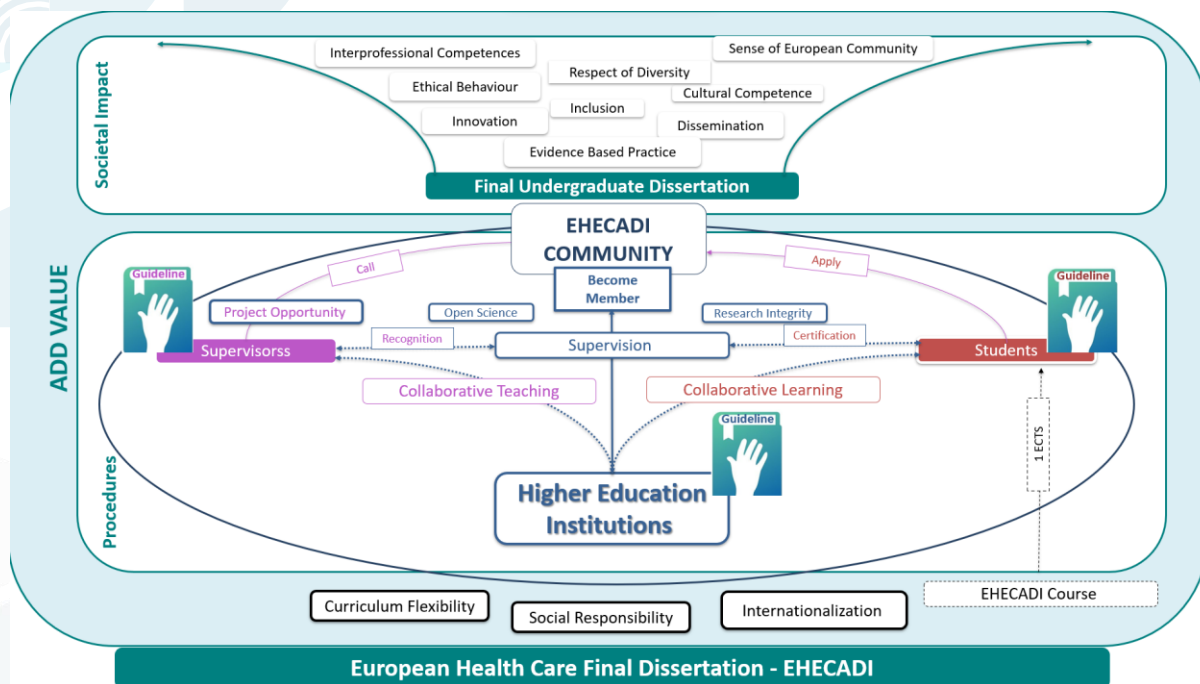 Societal Impact
Interprofessional Competences
Sense of European Community
Respect of Diversity
Ethical Behaviour
Cultural Competence
Inclusion
Innovation
Dissemination
Evidence Based Practice
Final Undergraduate Dissertation
ADD VALUE
Procedures
EHECADI
COMMUNITY
Become
Member
Call
Apply
Guideline
Guideline
Project Opportunity
Open Science
Research Integrity
Supervisorss
Recognition
Supervision
Certification
Students
Collaborative Teaching
Collaborative Learning
Guideline
1 ECTS
Higher Education
Institutions
EHECADI Course
Curriculum Flexibility
Social Responsibility
Internationalization
European Health Care Final Dissertation - EHECADI